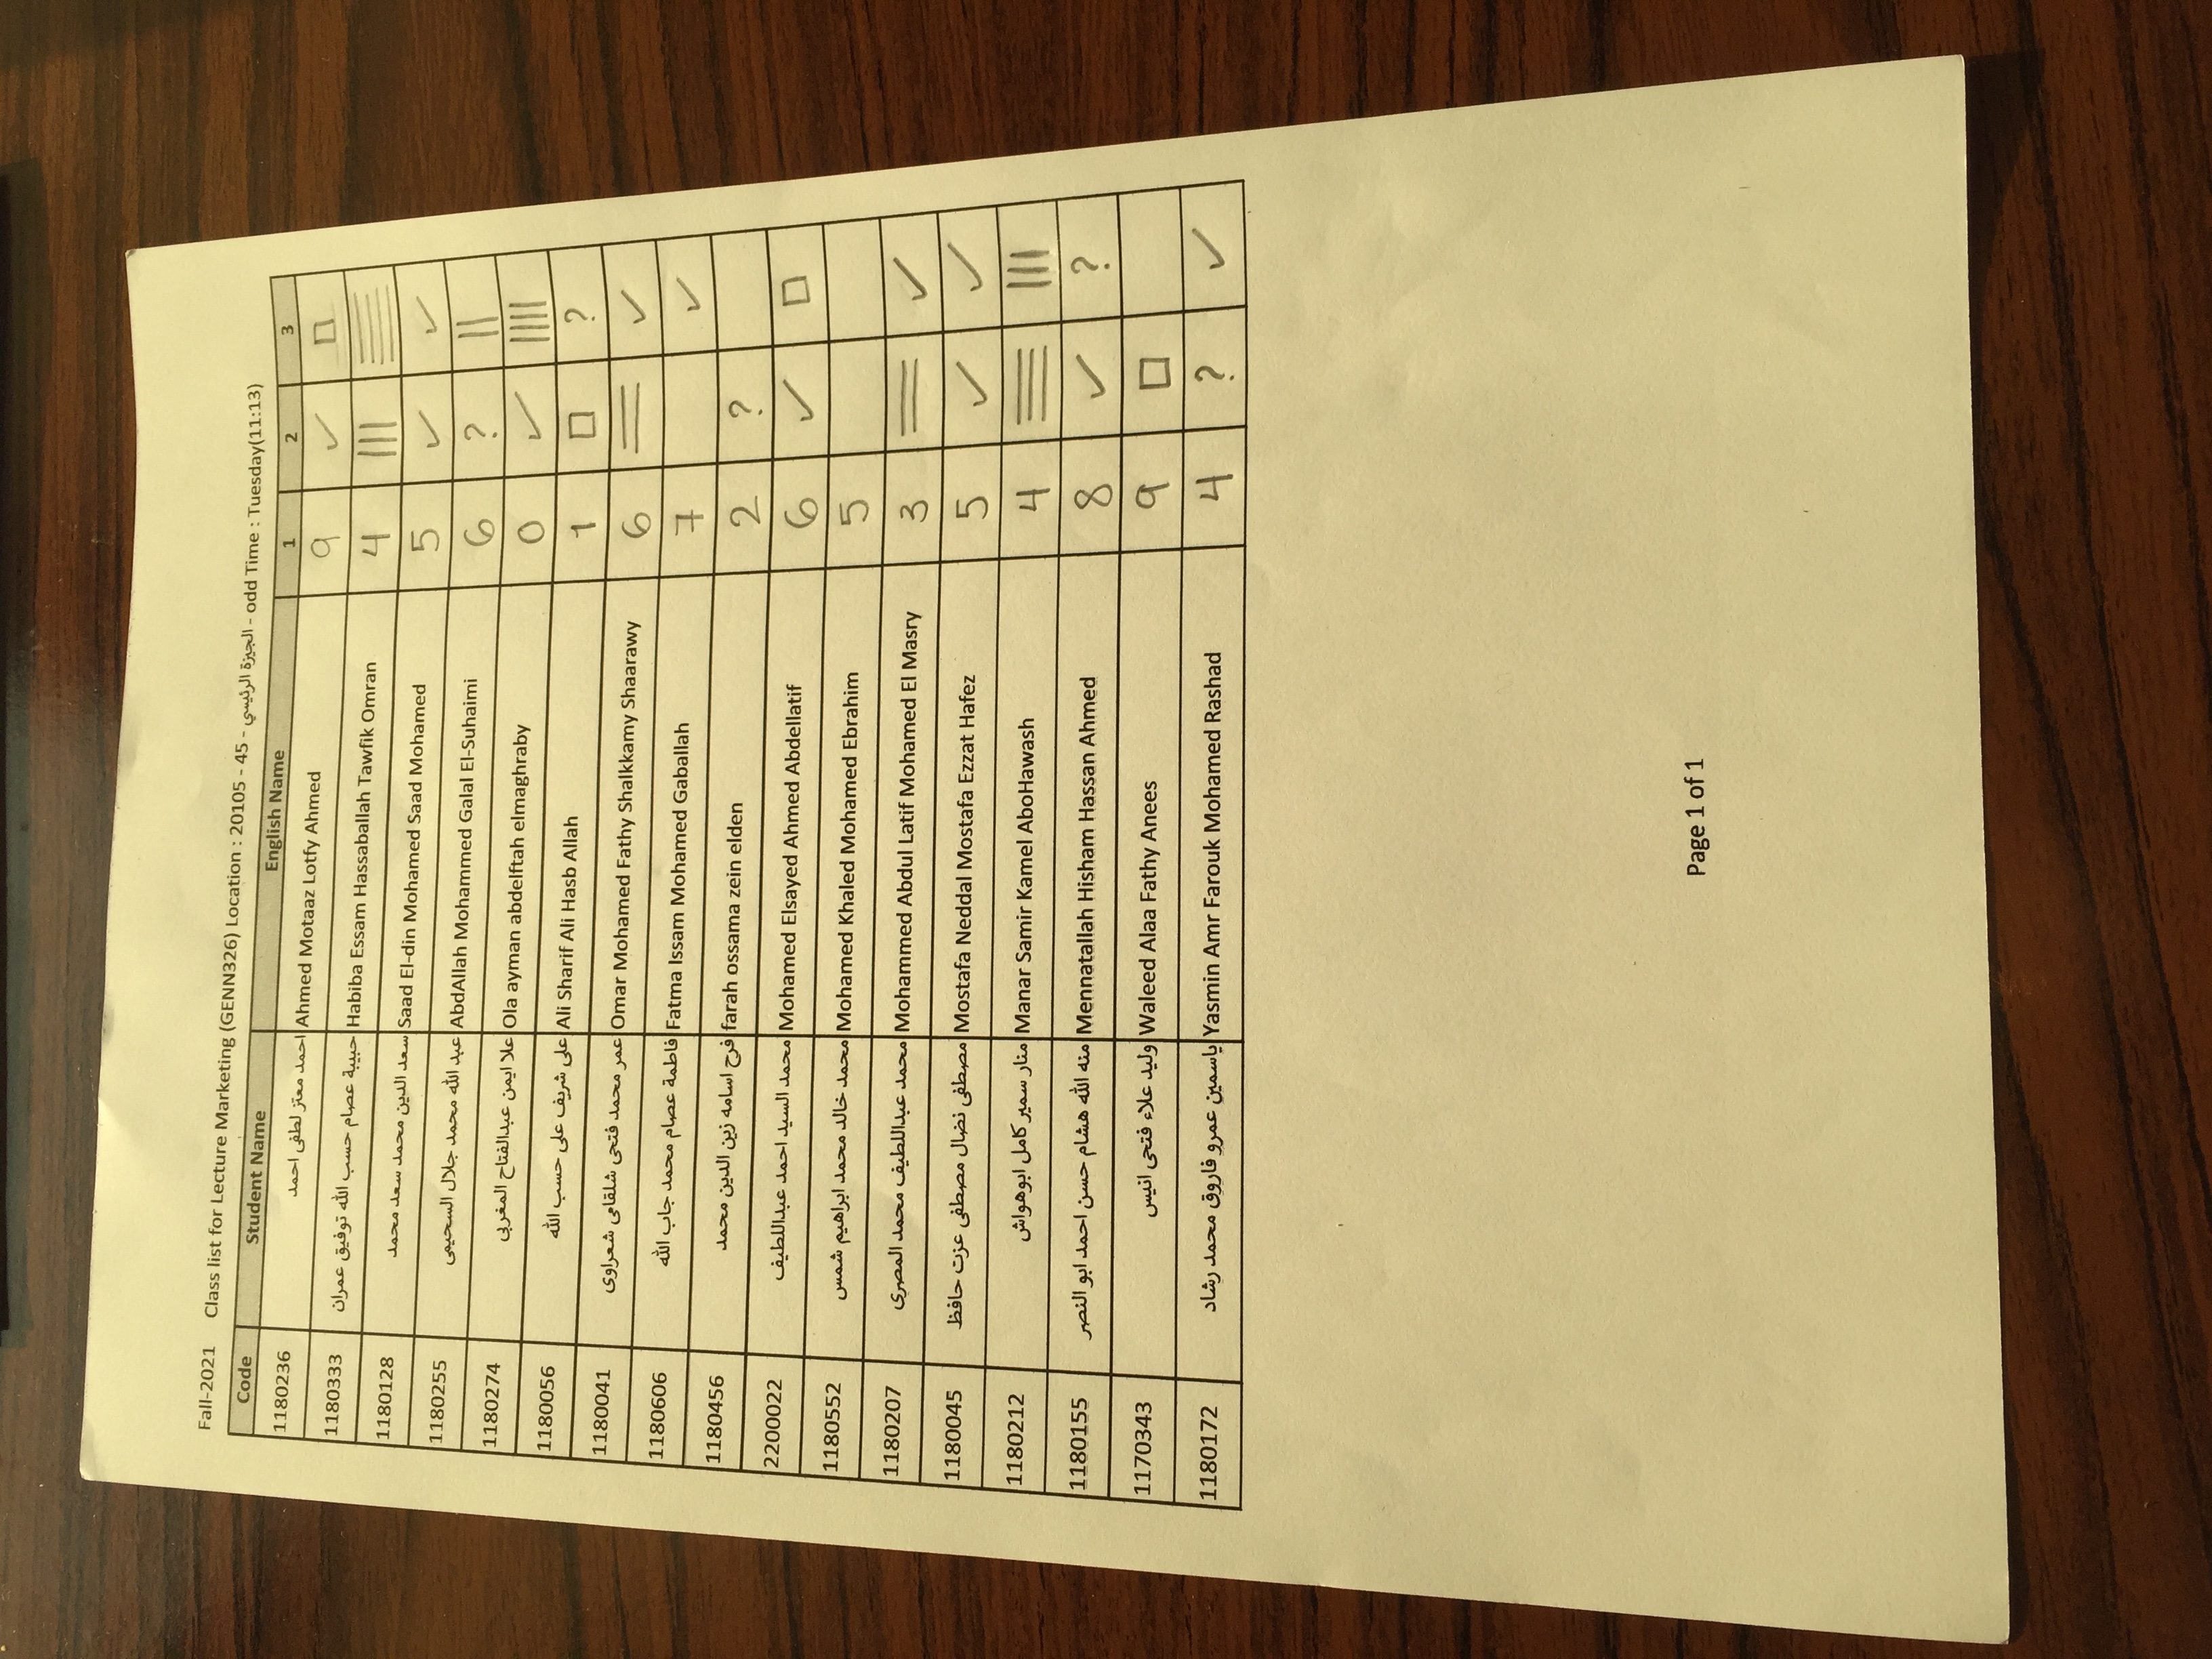 Fall-2021 Class list for Lecture Marketing (GENN326) Location : 20105 - 45 - الجيزة الرئيسي - odd Time : Tuesday(11:13)
Code Student Name English Name 1 2 3
1180236 احمد معتز لطفى احمد Ahmed Motaaz Lotfy Ahmed 9 ✓ □
1180333 حبيبة عصام حسب الله توفيق عمران Habiba Essam Hassaballah Tawfik Omran 4 |||
1180128 سعد الدين محمد سعد محمد Saad El-din Mohamed Saad Mohamed 5 ✓ ✓
1180255 عبد الله محمد جلال السحيمى AbdAllah Mohammed Galal El-Suhaimi 6 ? ||
1180274 علا ايمن عبدالفتاح المغربى Ola ayman abdelftah elmaghraby 0 ✓ ||||
1180056 على شريف على حسب الله Ali Sharif Ali Hasb Allah 1 □ ?
1180041 عمر محمد فتحى شلقامى شعراوى Omar Mohamed Fathy Shalkkamy Shaarawy 6 = ✓
1180606 فاطمة عصام محمد جاب الله Fatma Issam Mohamed Gaballah 7 ✓
1180456 فرح اسامه زين الدين محمد farah ossama zein elden 2 ?
2200022 محمد السيد احمد عبداللطيف Mohamed Elsayed Ahmed Abdellatif 6 ✓ □
1180552 محمد خالد محمد ابراهيم شمس Mohamed Khaled Mohamed Ebrahim 5
1180207 محمد عبداللطيف محمد المصرى Mohammed Abdul Latif Mohamed El Masry 3 = ✓
1180045 مصطفى نضال مصطفى عزت حافظ Mostafa Neddal Mostafa Ezzat Hafez 5 ✓ ✓
1180212 منار سمير كامل ابوهواش Manar Samir Kamel AboHawash 4 ≡ |||
1180155 منه الله هشام حسن احمد ابو النصر Mennatallah Hisham Hassan Ahmed 8 ✓ ?
1170343 وليد علاء فتحى انيس Waleed Alaa Fathy Anees 9 □
1180172 ياسمين عمرو فاروق محمد رشاد Yasmin Amr Farouk Mohamed Rashad 4 ? ✓
Page 1 of 1